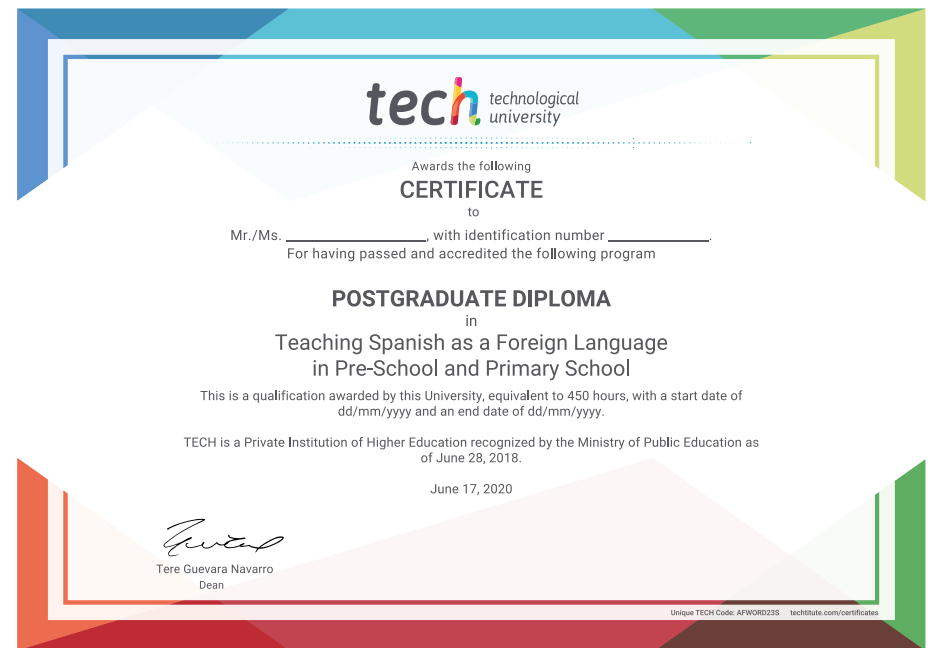 tech technological
university
Awards the following
CERTIFICATE
to
Mr./Ms. ____________, with identification number ____________.
For having passed and accredited the following program
POSTGRADUATE DIPLOMA
in
Teaching Spanish as a Foreign Language
in Pre-School and Primary School
This is a qualification awarded by this University, equivalent to 450 hours, with a start date of
dd/mm/yyyy and an end date of dd/mm/yyyy.
TECH is a Private Institution of Higher Education recognized by the Ministry of Public Education as
of June 28, 2018.
June 17, 2020
Tere Guevara Navarro
Dean
Unique TECH Code: AFWORD23S techtitute.com/certificates